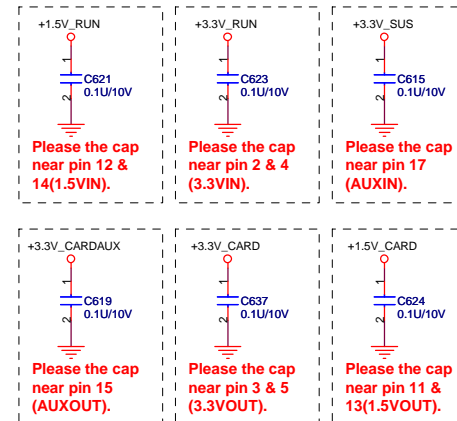 +1.5V_RUN
1
C621
0.1U/10V
2
Please the cap
near pin 12 &
14(1.5VIN).
+3.3V_RUN
1
C623
0.1U/10V
2
Please the cap
near pin 2 & 4
(3.3VIN).
+3.3V_SUS
1
C615
0.1U/10V
2
Please the cap
near pin 17
(AUXIN).
+3.3V_CARDAUX
1
C619
0.1U/10V
2
Please the cap
near pin 15
(AUXOUT).
+3.3V_CARD
1
C637
0.1U/10V
2
Please the cap
near pin 3 & 5
(3.3VOUT).
+1.5V_CARD
1
C624
0.1U/10V
2
Please the cap
near pin 11 &
13(1.5VOUT).